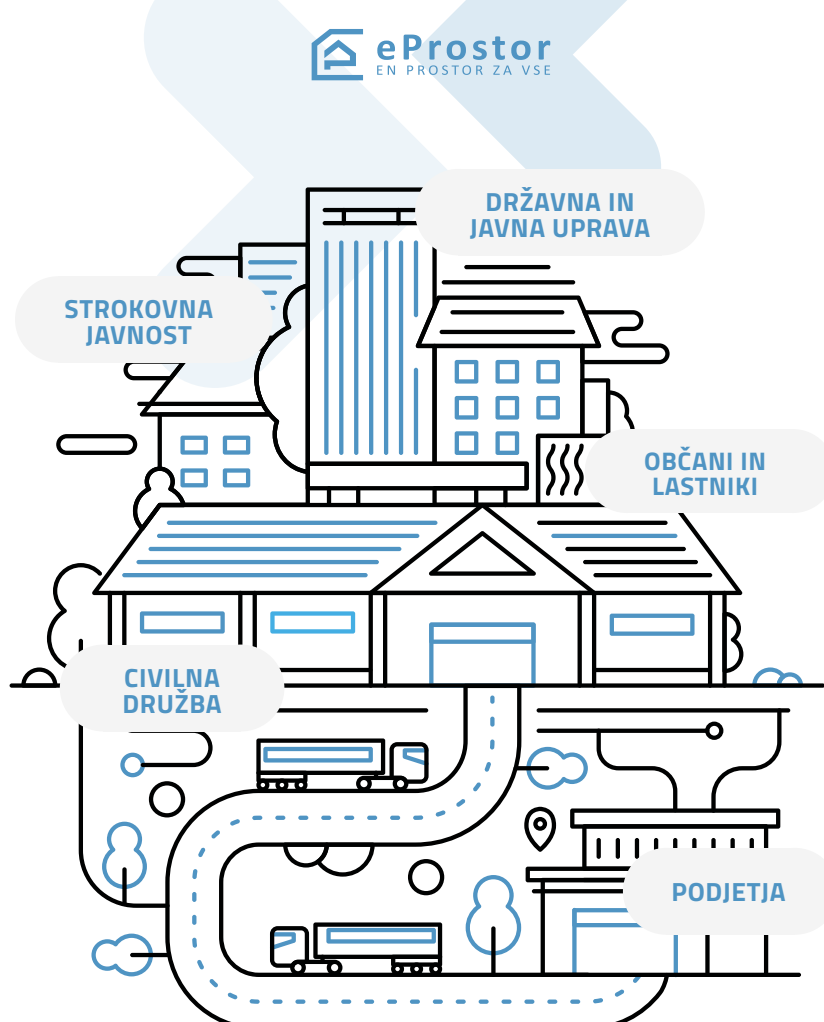 eProstor
EN PROSTOR ZA VSE
DRŽAVNA IN
JAVNA UPRAVA
STROKOVNA
JAVNOST
OBČANI IN
LASTNIKI
CIVILNA
DRUŽBA
PODJETJA